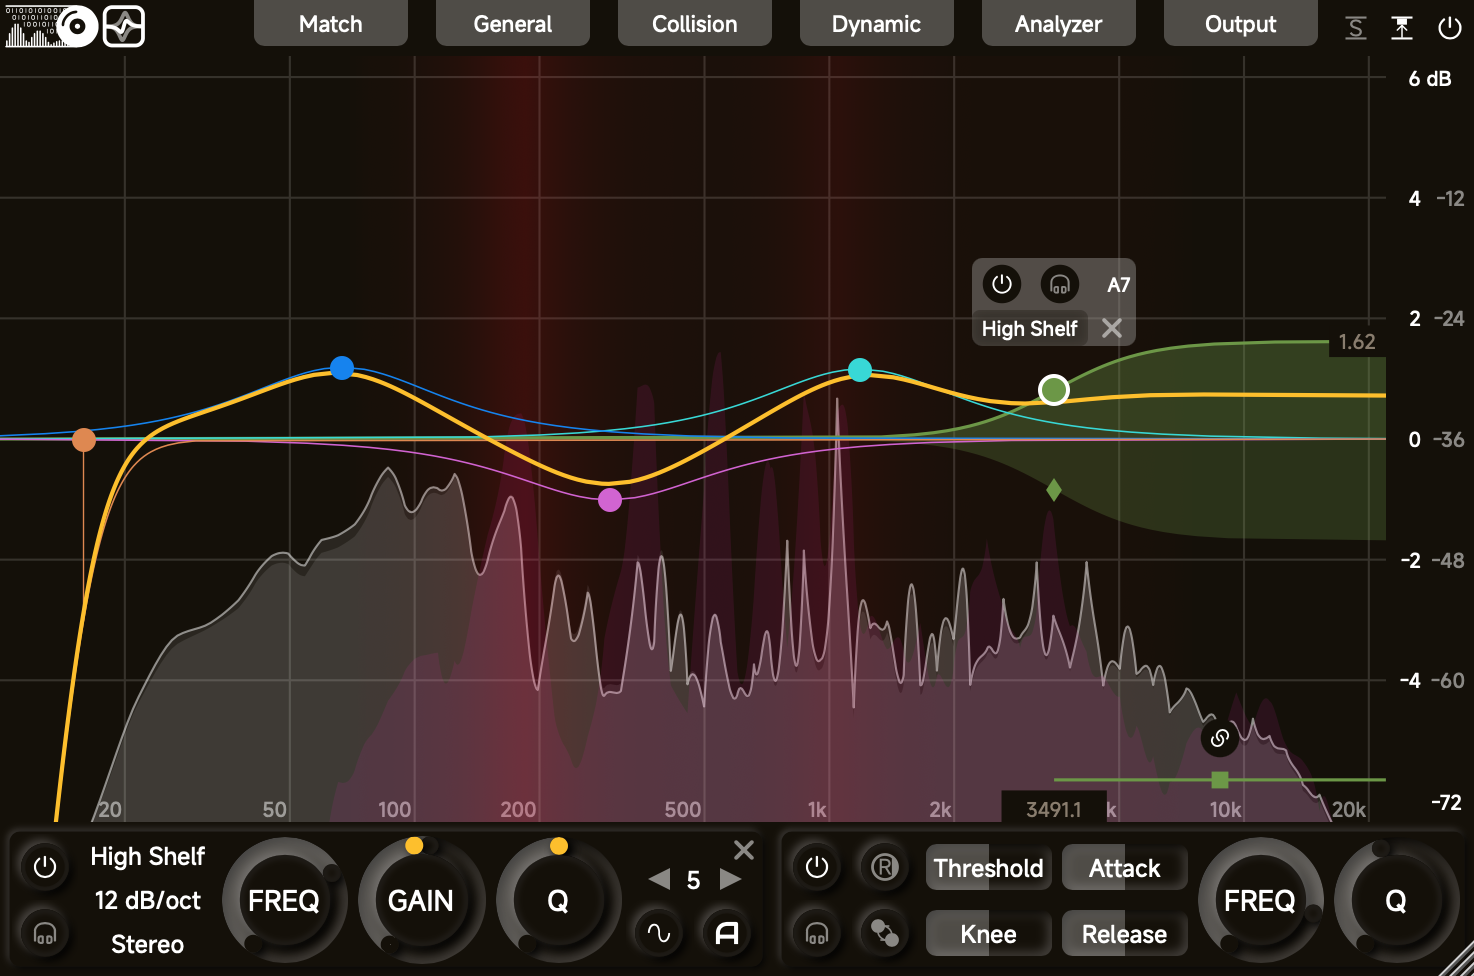 Match General Collision Dynamic Analyzer Output S
6 dB
4 -12
A7
High Shelf
2 -24
1.62
0 -36
-2 -48
-4 -60
20 50 100 200 500 1k 2k 3491.1 k 10k 20k -72
High Shelf
12 dB/oct
Stereo
FREQ GAIN Q
5
A
R
Threshold Attack
Knee Release
FREQ Q